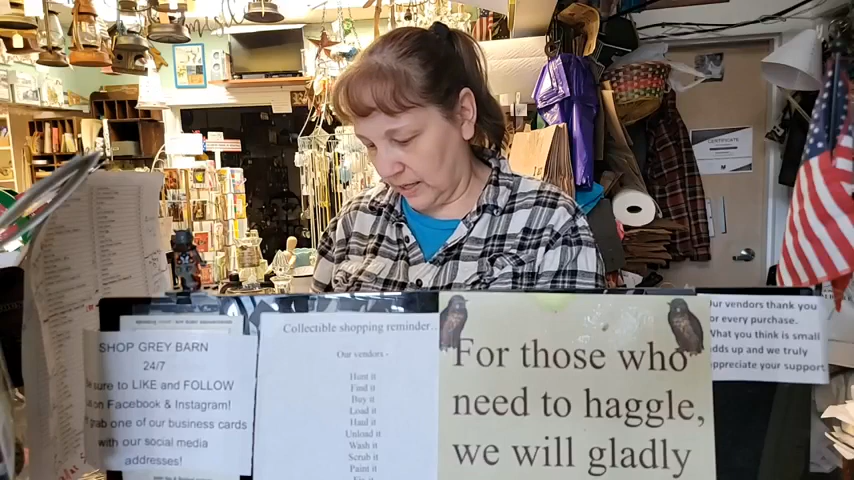 SHOP GREY BARN
24/7
sure to LIKE and FOLLOW
on Facebook & Instagram!
grab one of our business cards
with our social media
addresses!
Collectible shopping reminder..
Our vendors -
Hunt it
Find it
Buy it
Load it
Haul it
Unload it
Wash it
Scrub it
Paint it
For those who
need to haggle,
we will gladly
Our vendors thank you
for every purchase.
What you think is small
adds up and we truly
appreciate your support
CERTIFICATE